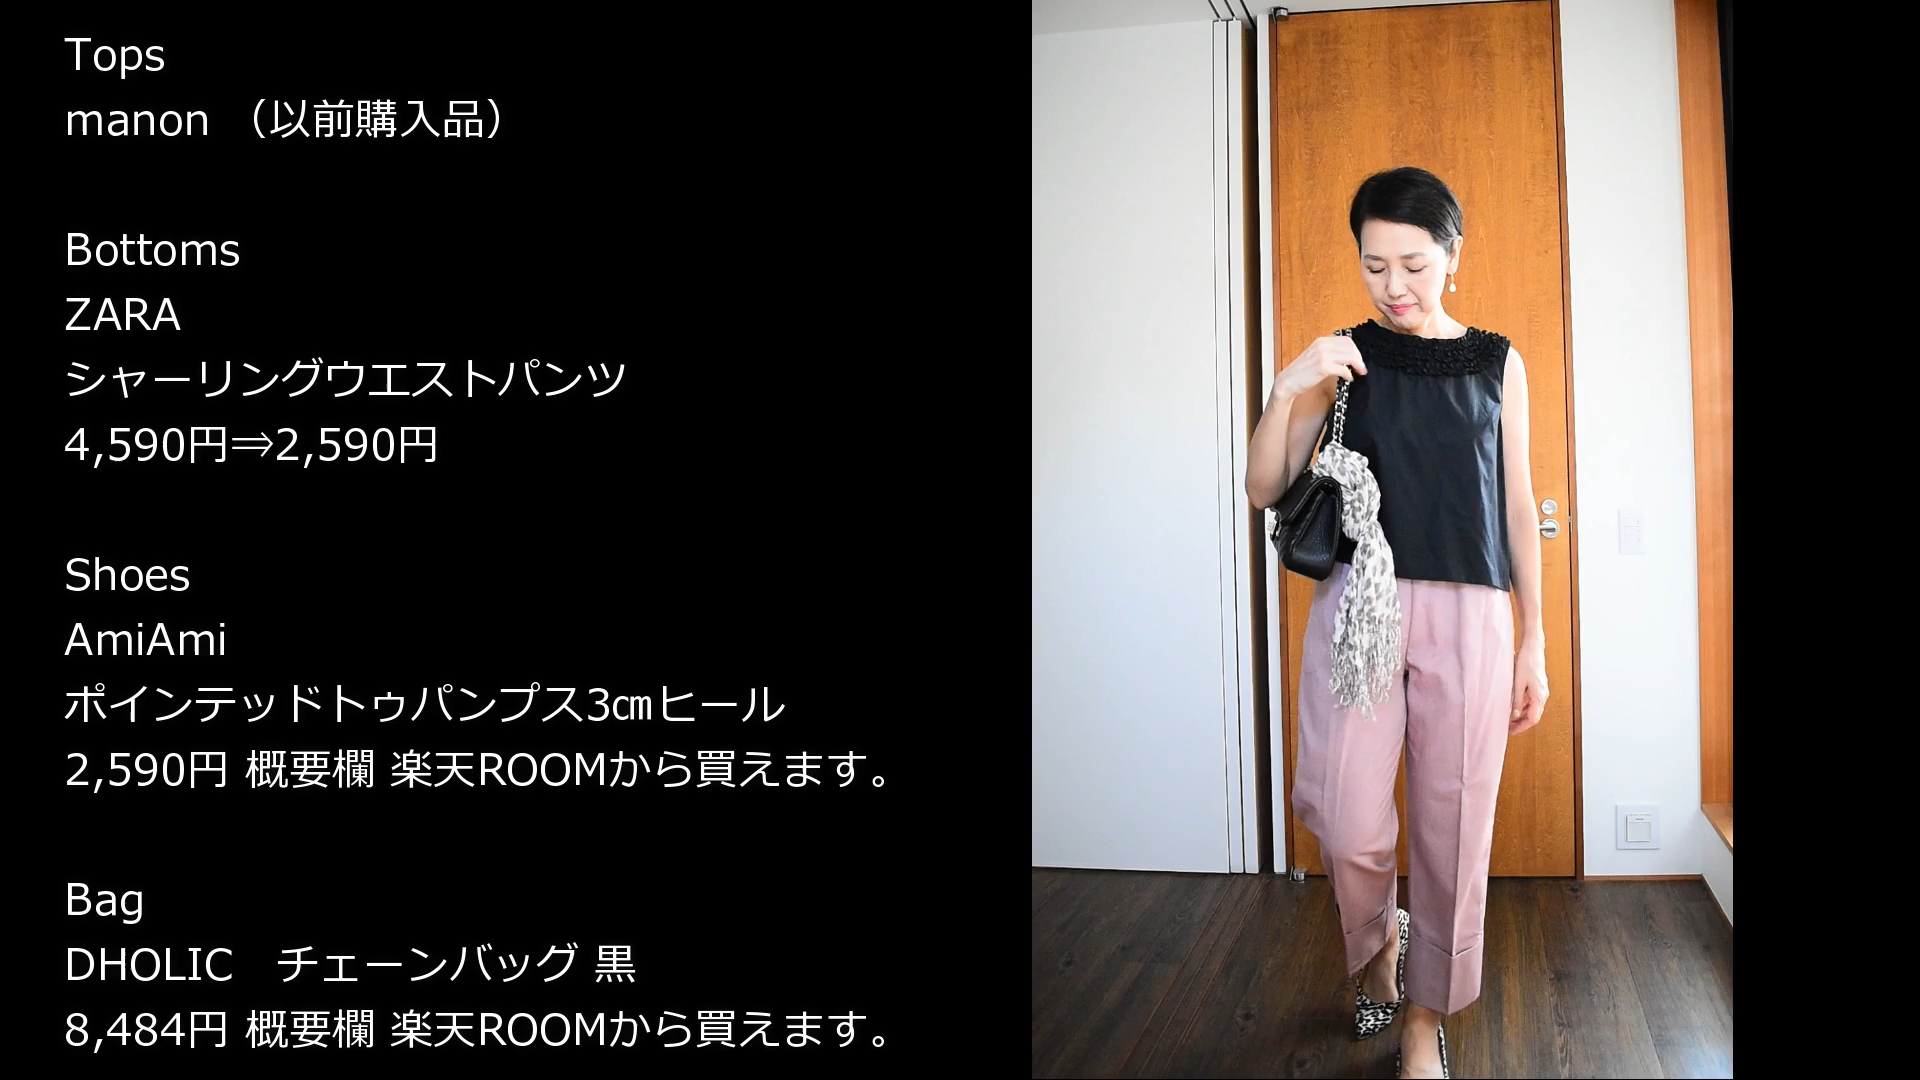 Tops
manon （以前購入品）
Bottoms
ZARA
シャーリングウエストパンツ
4,590円⇒2,590円
Shoes
AmiAmi
ポインテッドトゥパンプス3㎝ヒール
2,590円 概要欄 楽天ROOMから買えます。
Bag
DHOLIC　チェーンバッグ 黒
8,484円 概要欄 楽天ROOMから買えます。